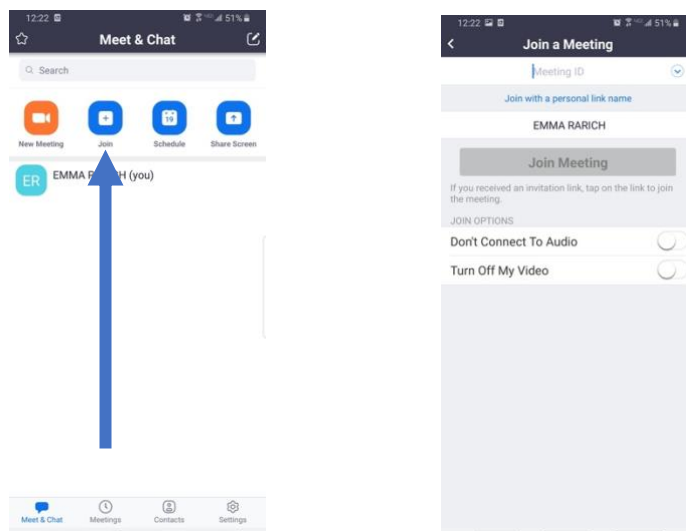 12:22
51%
Meet & Chat
Search
19
New Meeting
Join
Schedule
Share Screen
ER
EMMA R CH (you)
Meet & Chat
Meetings
Contacts
Settings
12:22
51%
Join a Meeting
Meeting ID
Join with a personal link name
EMMA RARICH
Join Meeting
If you received an invitation link, tap on the link to join
the meeting.
JOIN OPTIONS
Don't Connect To Audio
Turn Off My Video